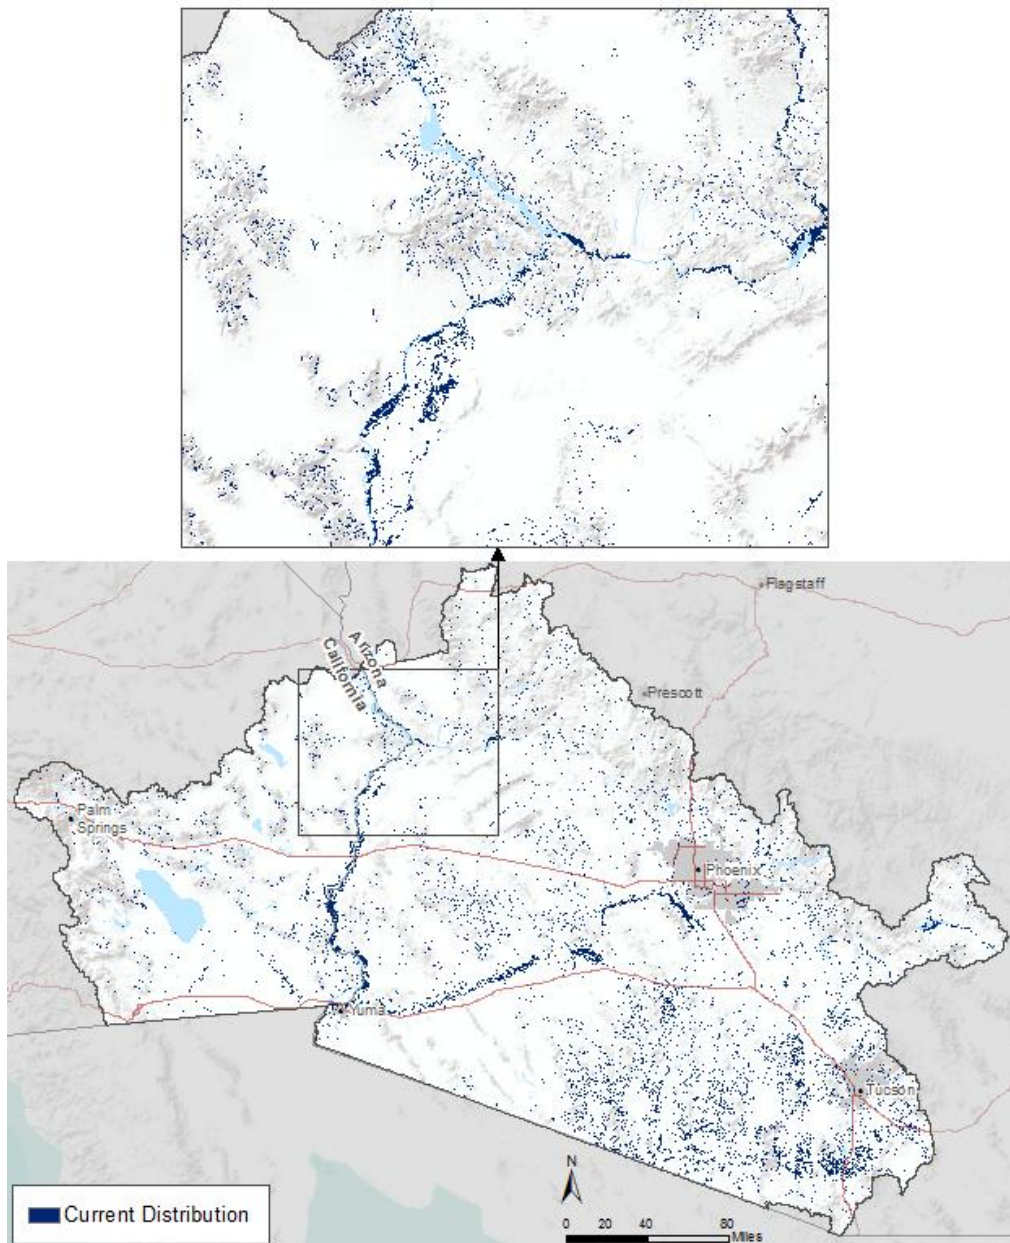 Flagstaff
Arizona
California
Prescott
Palm
Springs
Phoenix
Yuma
Tucson
N
Current Distribution
0 20 40 80
Miles